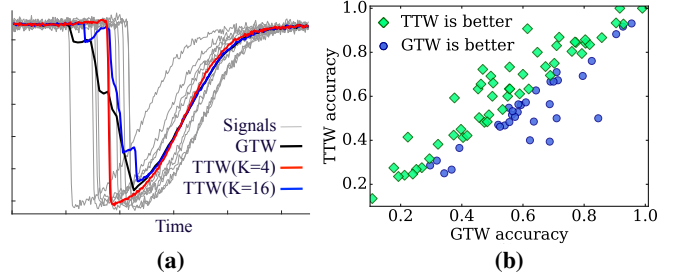 Signals
GTW
TTW(K=4)
TTW(K=16)
Time
(a)
TTW is better
GTW is better
TTW accuracy
1.0
0.8
0.6
0.4
0.2
0.2 0.4 0.6 0.8 1.0
GTW accuracy
(b)